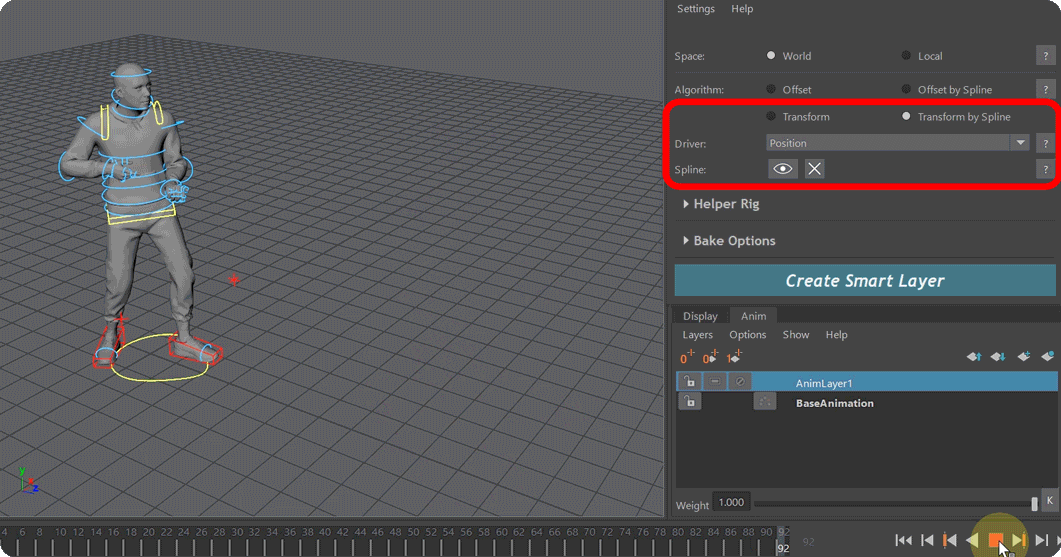 Settings Help
Space: World Local ?
Algorithm: Offset Offset by Spline ?
Transform Transform by Spline
Driver: Position ?
Spline: ?
Helper Rig
Bake Options
Create Smart Layer
Display Anim
Layers Options Show Help
0 0 1
AnimLayer1
BaseAnimation
Weight 1.000 K
y
x
z
4 6 8 10 12 14 16 18 20 22 24 26 28 30 32 34 36 38 40 42 44 46 48 50 52 54 56 58 60 62 64 66 68 70 72 74 76 78 80 82 84 86 88 90 92
92 92